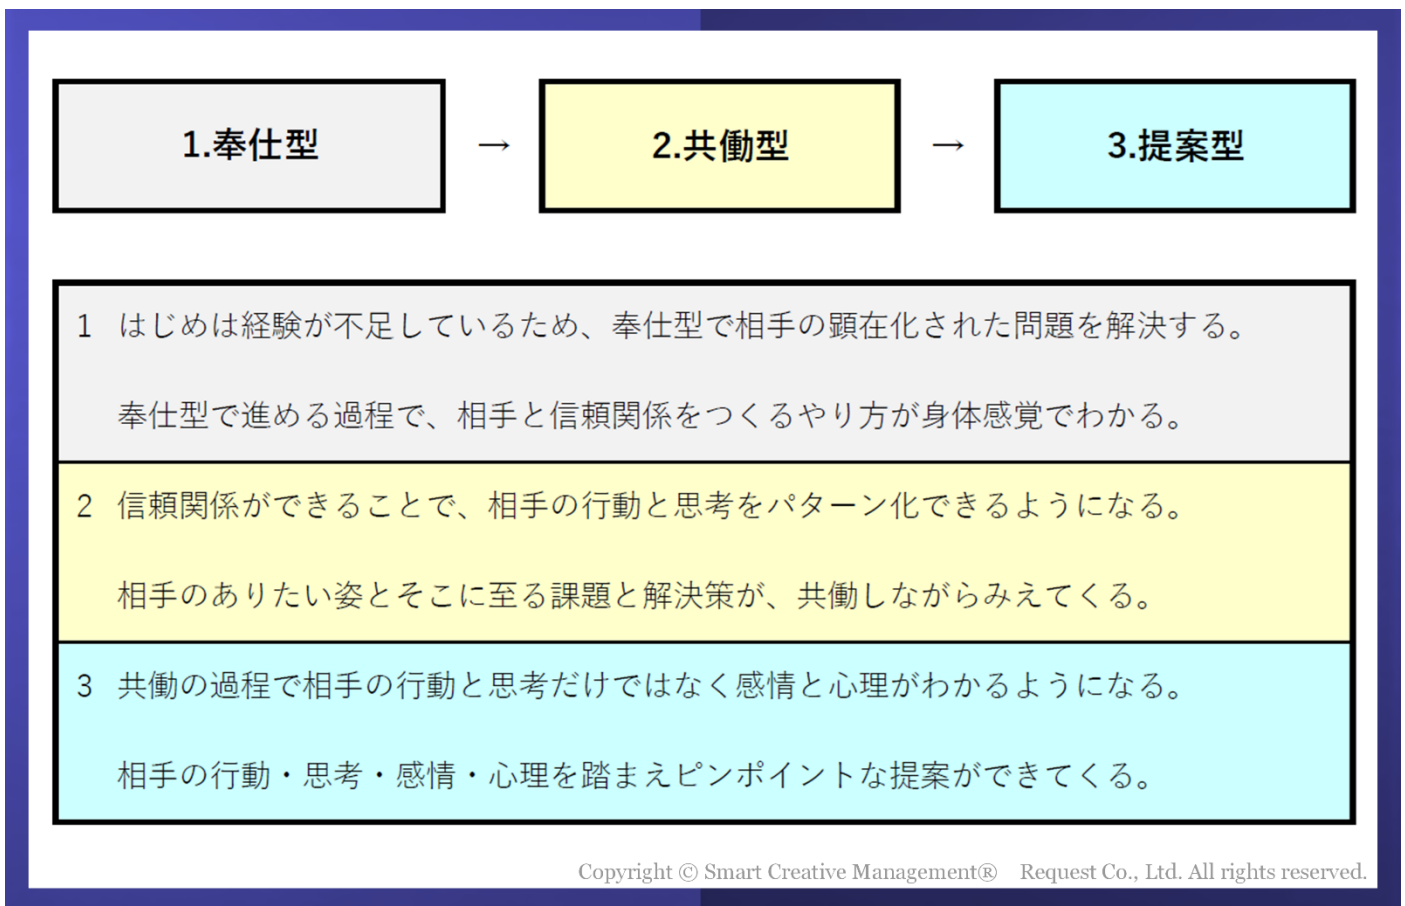 1.奉仕型 → 2.共働型 → 3.提案型
1 はじめは経験が不足しているため、奉仕型で相手の顕在化された問題を解決する。
奉仕型で進める過程で、相手と信頼関係をつくるやり方が身体感覚でわかる。
2 信頼関係ができることで、相手の行動と思考をパターン化できるようになる。
相手のありたい姿とそこに至る課題と解決策が、共働しながらみえてくる。
3 共働の過程で相手の行動と思考だけではなく感情と心理がわかるようになる。
相手の行動・思考・感情・心理を踏まえピンポイントな提案ができてくる。
Copyright © Smart Creative Management® Request Co., Ltd. All rights reserved.